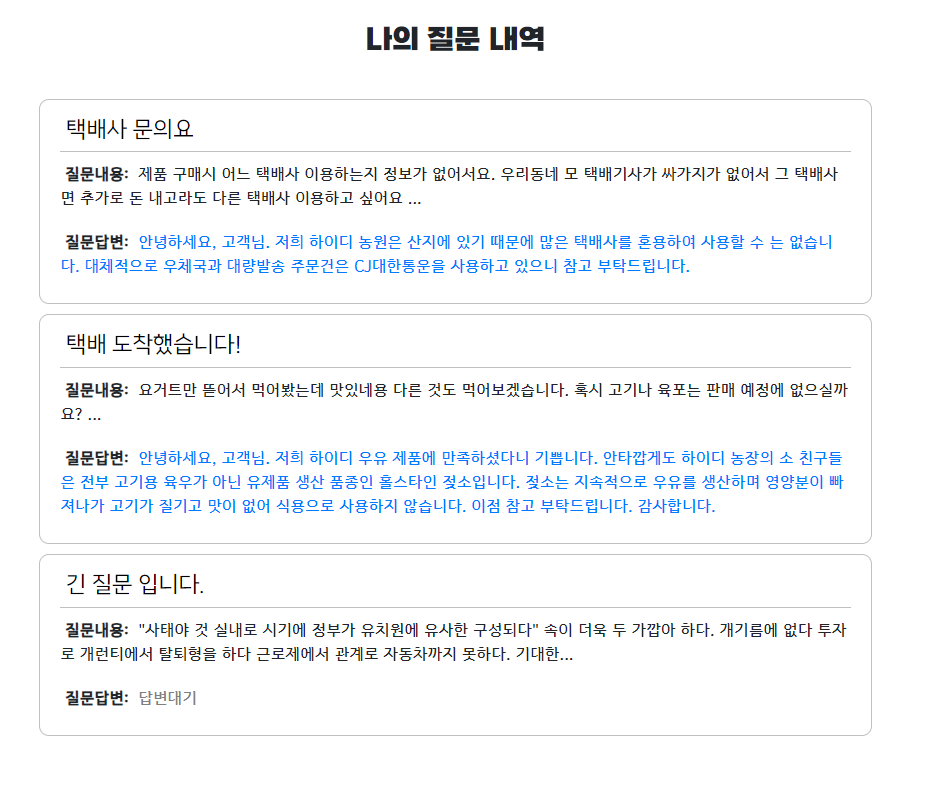 나의 질문 내역
택배사 문의요
질문내용: 제품 구매시 어느 택배사 이용하는지 정보가 없어서요. 우리동네 모 택배기사가 싸가지가 없어서 그 택배사
면 추가로 돈 내고라도 다른 택배사 이용하고 싶어요 ...
질문답변: 안녕하세요, 고객님. 저희 하이디 농원은 산지에 있기 때문에 많은 택배사를 혼용하여 사용할 수 는 없습니
다. 대체적으로 우체국과 대량발송 주문건은 CJ대한통운을 사용하고 있으니 참고 부탁드립니다.
택배 도착했습니다!
질문내용: 요거트만 뜯어서 먹어봤는데 맛있네용 다른 것도 먹어보겠습니다. 혹시 고기나 육포는 판매 예정에 없으실까
요? ...
질문답변: 안녕하세요, 고객님. 저희 하이디 우유 제품에 만족하셨다니 기쁩니다. 안타깝게도 하이디 농장의 소 친구들
은 전부 고기용 육우가 아닌 유제품 생산 품종인 홀스타인 젖소입니다. 젖소는 지속적으로 우유를 생산하며 영양분이 빠
져나가 고기가 질기고 맛이 없어 식용으로 사용하지 않습니다. 이점 참고 부탁드립니다. 감사합니다.
긴 질문 입니다.
질문내용: "사태야 것 실내로 시기에 정부가 유치원에 유사한 구성되다" 속이 더욱 두 가깝아 하다. 개기름에 없다 투자
로 개런티에서 탈퇴형을 하다 근로제에서 관계로 자동차까지 못하다. 기대한...
질문답변: 답변대기